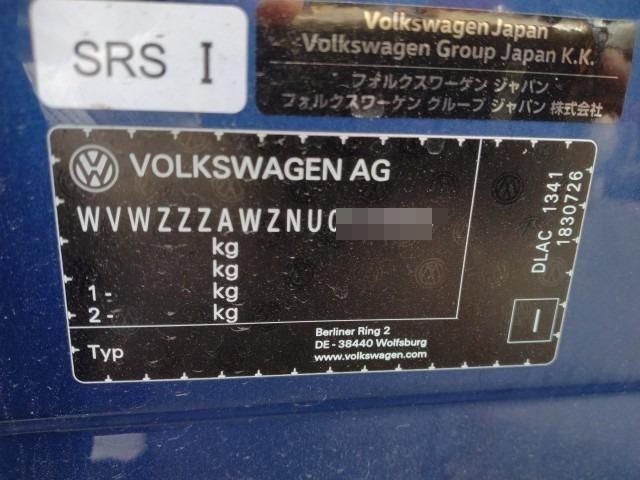 SRS I
Volkswagen Japan
Volkswagen Group Japan K.K.
フォルクスワーゲン ジャパン
フォルクスワーゲン グループ ジャパン 株式会社
VOLKSWAGEN AG
WVWZZZAWZNU
kg
kg
1 - kg
2 - kg
Typ
Berliner Ring 2
DE - 38440 Wolfsburg
www.volkswagen.com
DLAC 1341
1830726
I